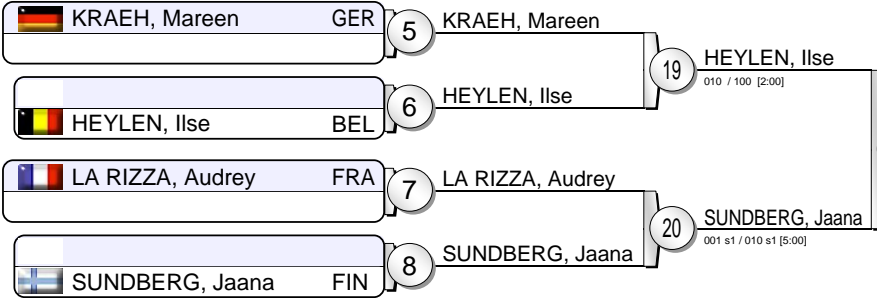 KRAEH, Mareen GER
5
KRAEH, Mareen
19
HEYLEN, Ilse
010 / 100 [2:00]
HEYLEN, Ilse BEL
6
HEYLEN, Ilse
LA RIZZA, Audrey FRA
7
LA RIZZA, Audrey
20
SUNDBERG, Jaana
001 s1 / 010 s1 [5:00]
SUNDBERG, Jaana FIN
8
SUNDBERG, Jaana